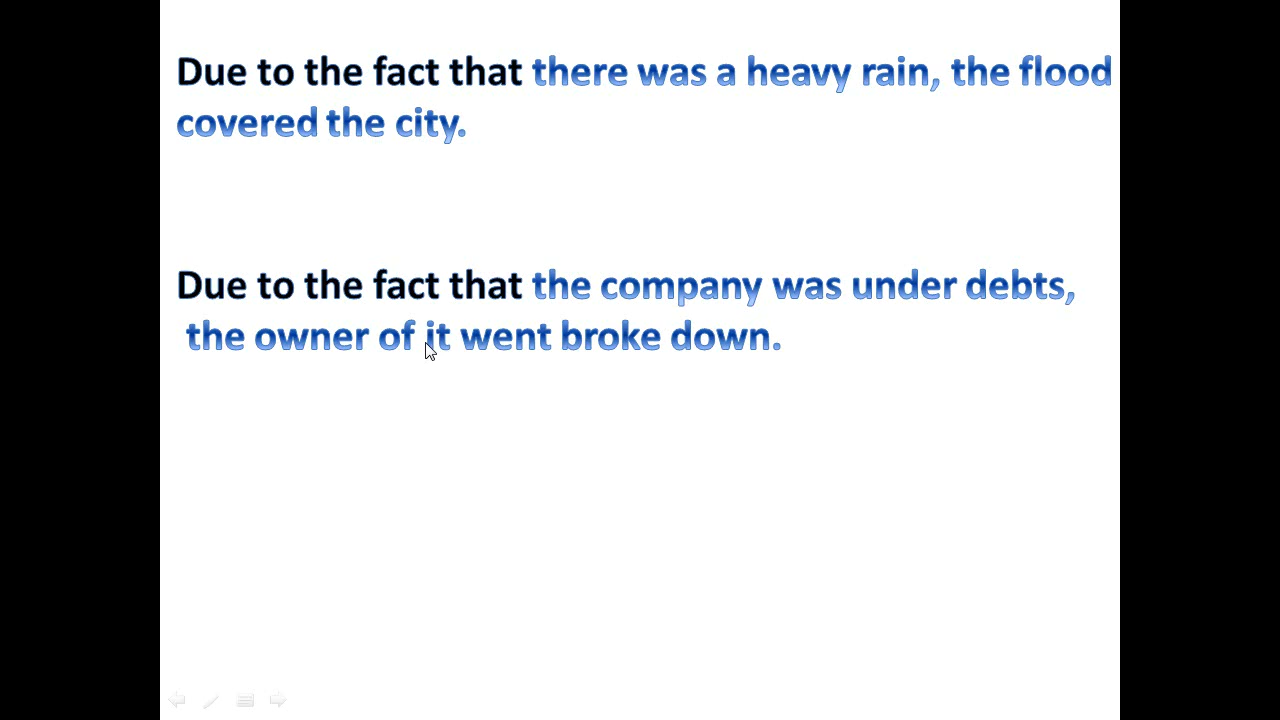 Due to the fact that there was a heavy rain, the flood
covered the city.
Due to the fact that the company was under debts,
the owner of it went broke down.